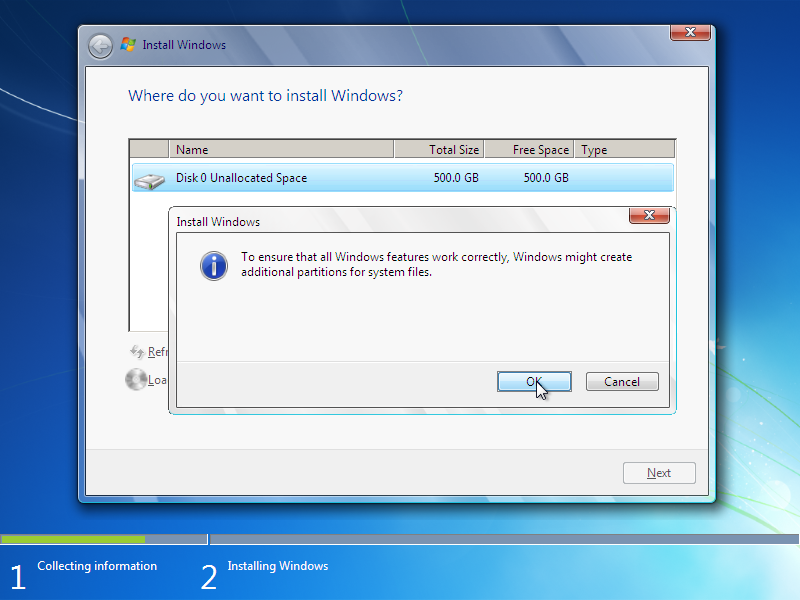 Install Windows
Where do you want to install Windows?
Name Total Size Free Space Type
Disk 0 Unallocated Space 500.0 GB 500.0 GB
Install Windows
To ensure that all Windows features work correctly, Windows might create
additional partitions for system files.
Refr
Loa
OK Cancel
Next
1 Collecting information 2 Installing Windows